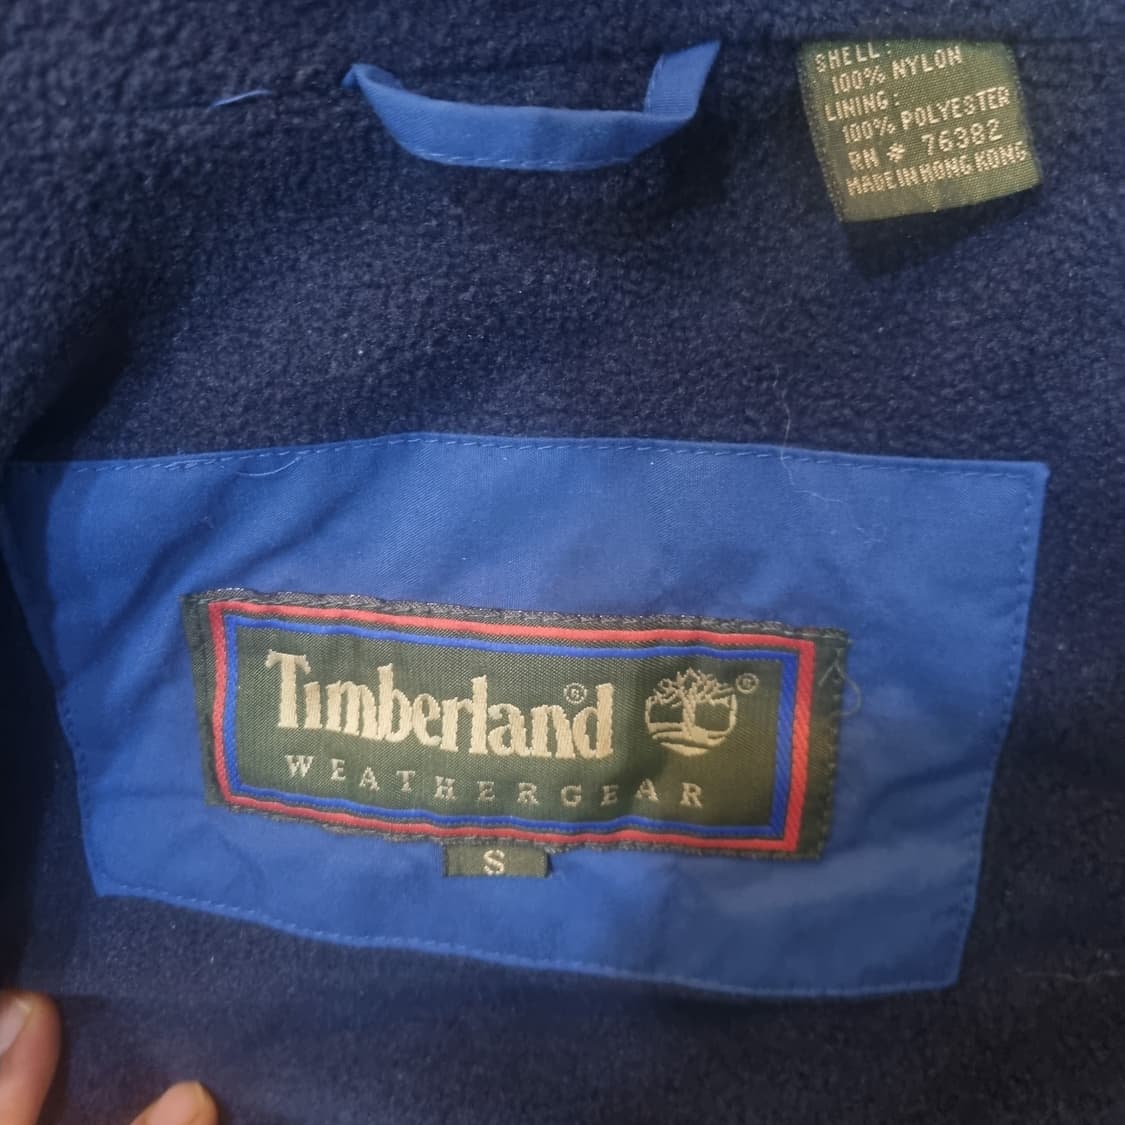 SHELL:
100% NYLON
LINING:
100% POLYESTER
RN # 76382
MADE IN HONG KONG
Timberland®
®
WEATHERGEAR
S